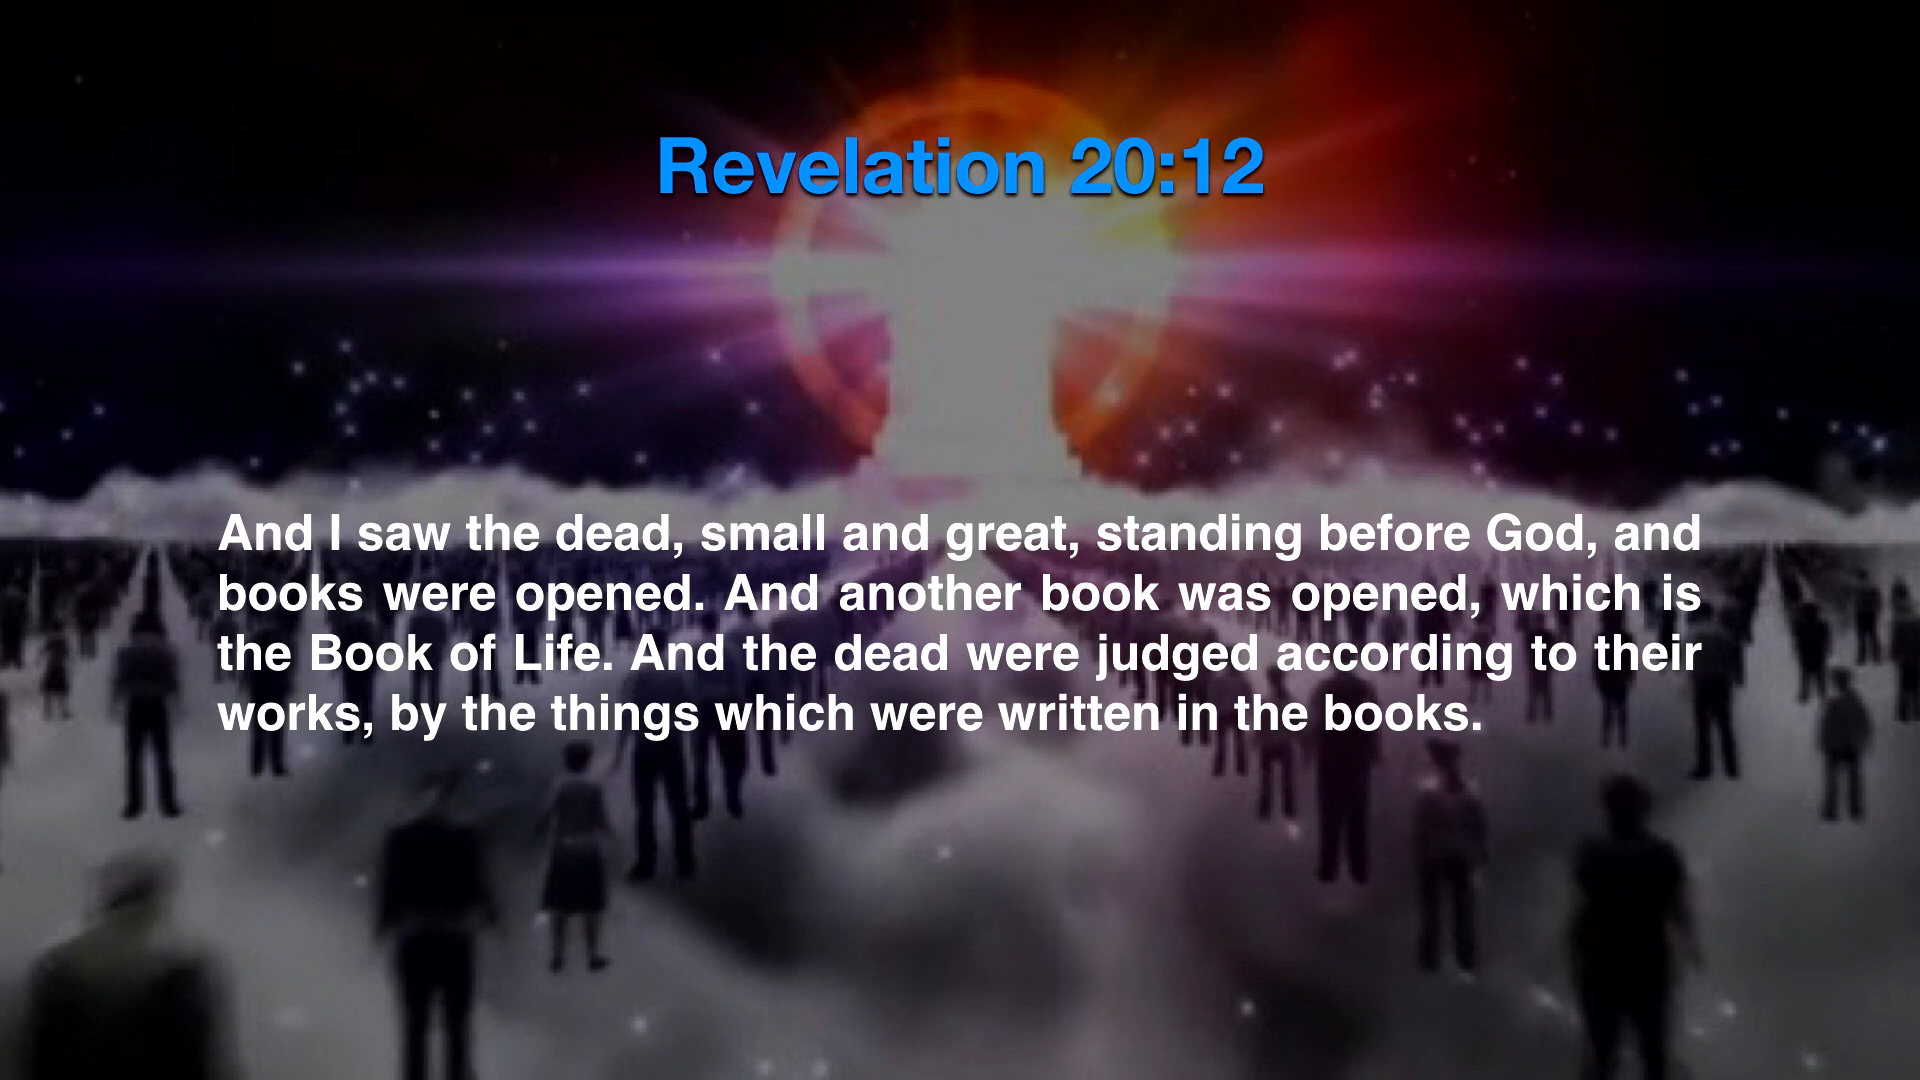 Revelation 20:12
And I saw the dead, small and great, standing before God, and
books were opened. And another book was opened, which is
the Book of Life. And the dead were judged according to their
works, by the things which were written in the books.